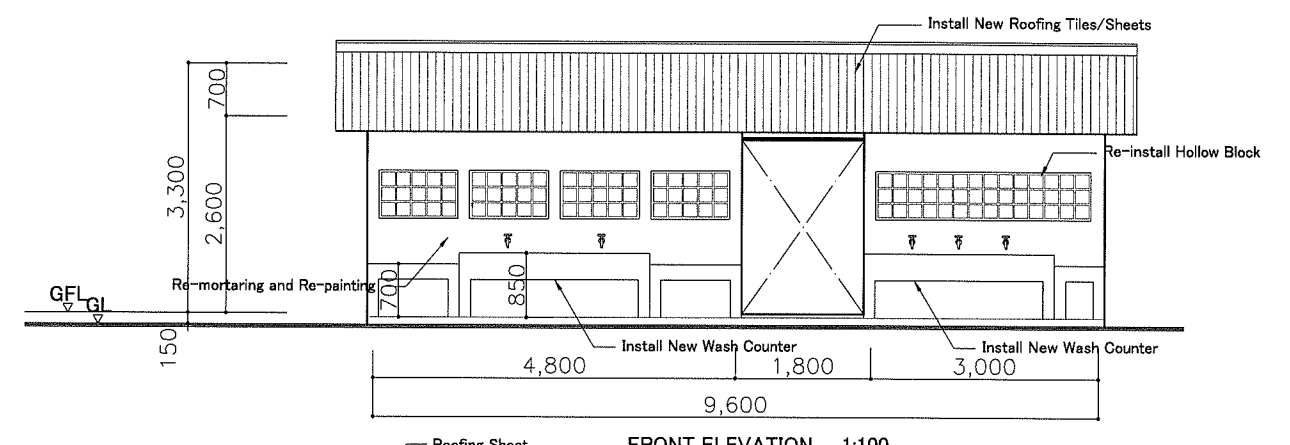 Install New Roofing Tiles/Sheets
700
Re-install Hollow Block
3,300
2,600
Re-mortaring and Re-painting
700
850
GFL
GL
150
Install New Wash Counter
Install New Wash Counter
4,800
1,800
3,000
9,600
Roofing Sheet
FRONT ELEVATION 1:100